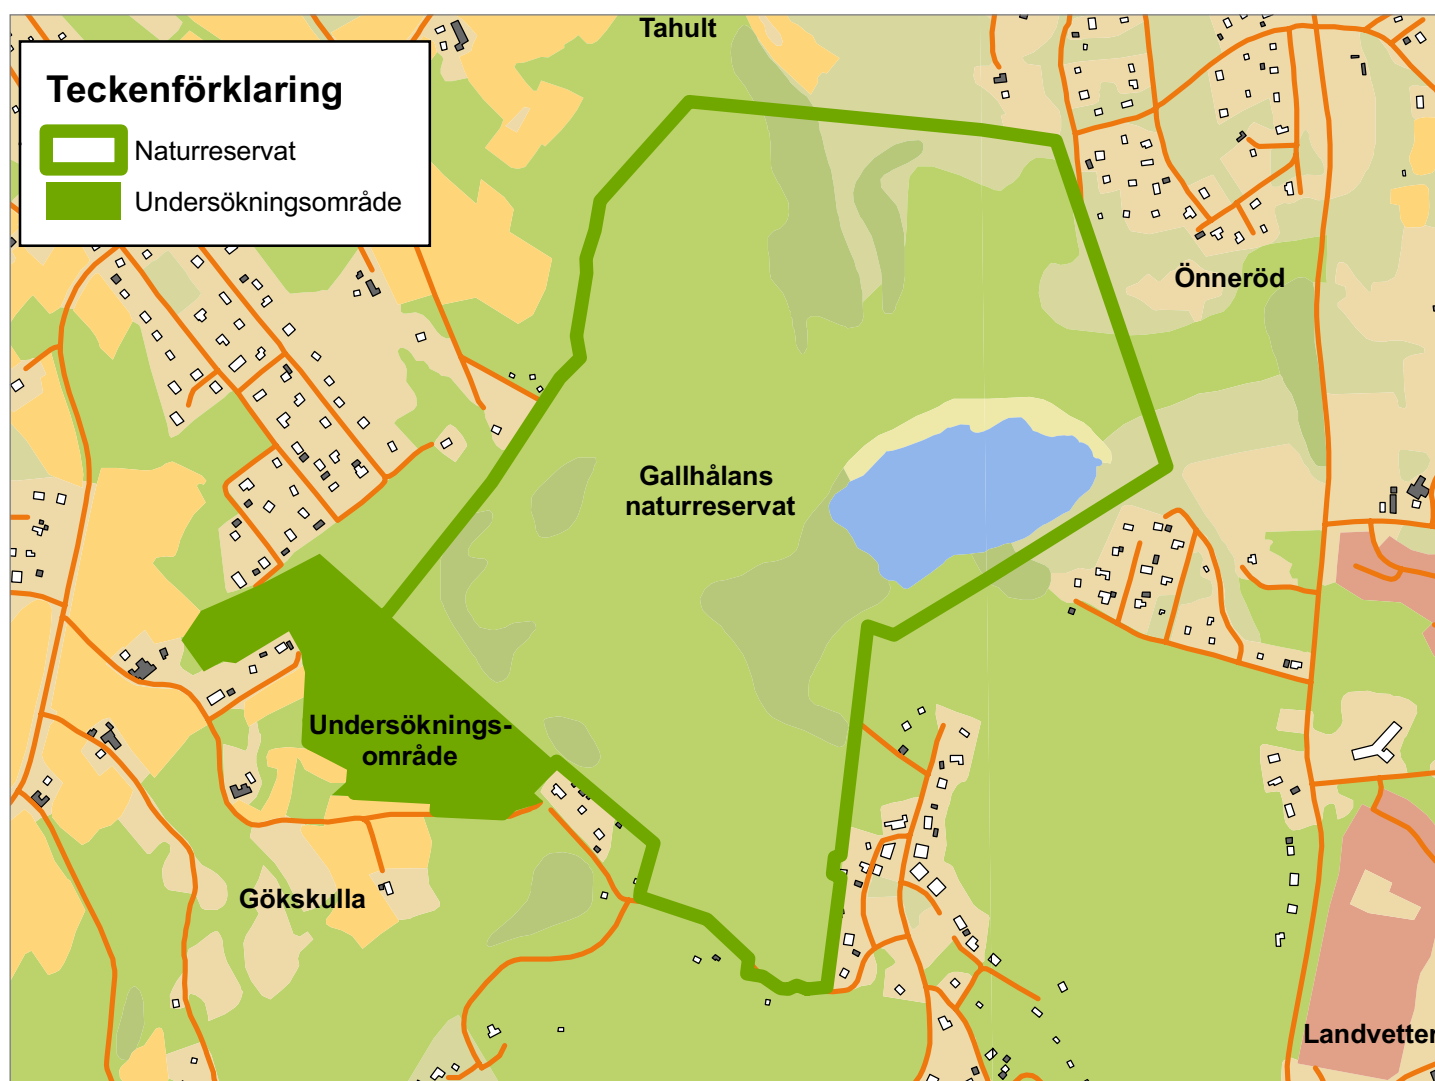 Tahult
Teckenförklaring
Naturreservat
Undersökningsområde
Önneröd
Gallhålans
naturreservat
Undersöknings-
område
Gökskulla
Landvetter